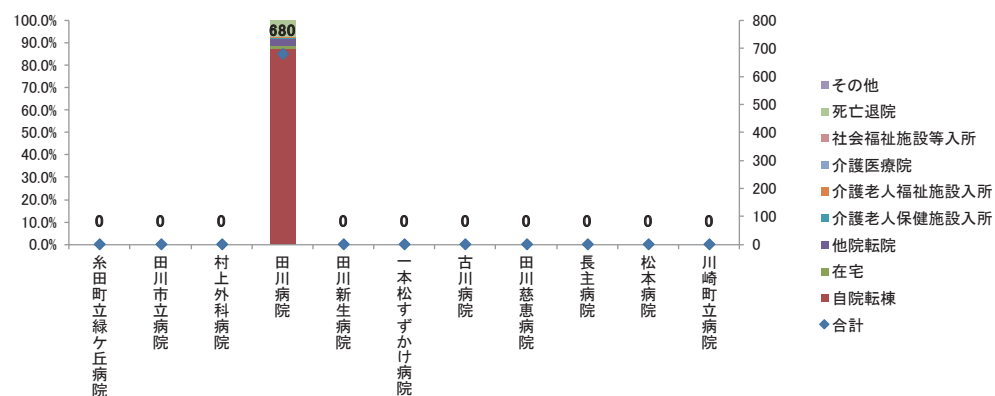 100.0%
90.0%
80.0%
70.0%
60.0%
50.0%
40.0%
30.0%
20.0%
10.0%
0.0%
0
0
0
680
0
0
0
0
0
0
0
800
700
600
500
400
300
200
100
0
糸田町立緑ケ丘病院
田川市立病院
村上外科病院
田川病院
田川新生病院
一本松すずかけ病院
古川病院
田川慈恵病院
長主病院
松本病院
川崎町立病院
その他
死亡退院
社会福祉施設等入所
介護医療院
介護老人福祉施設入所
介護老人保健施設入所
他院転院
在宅
自院転棟
合計